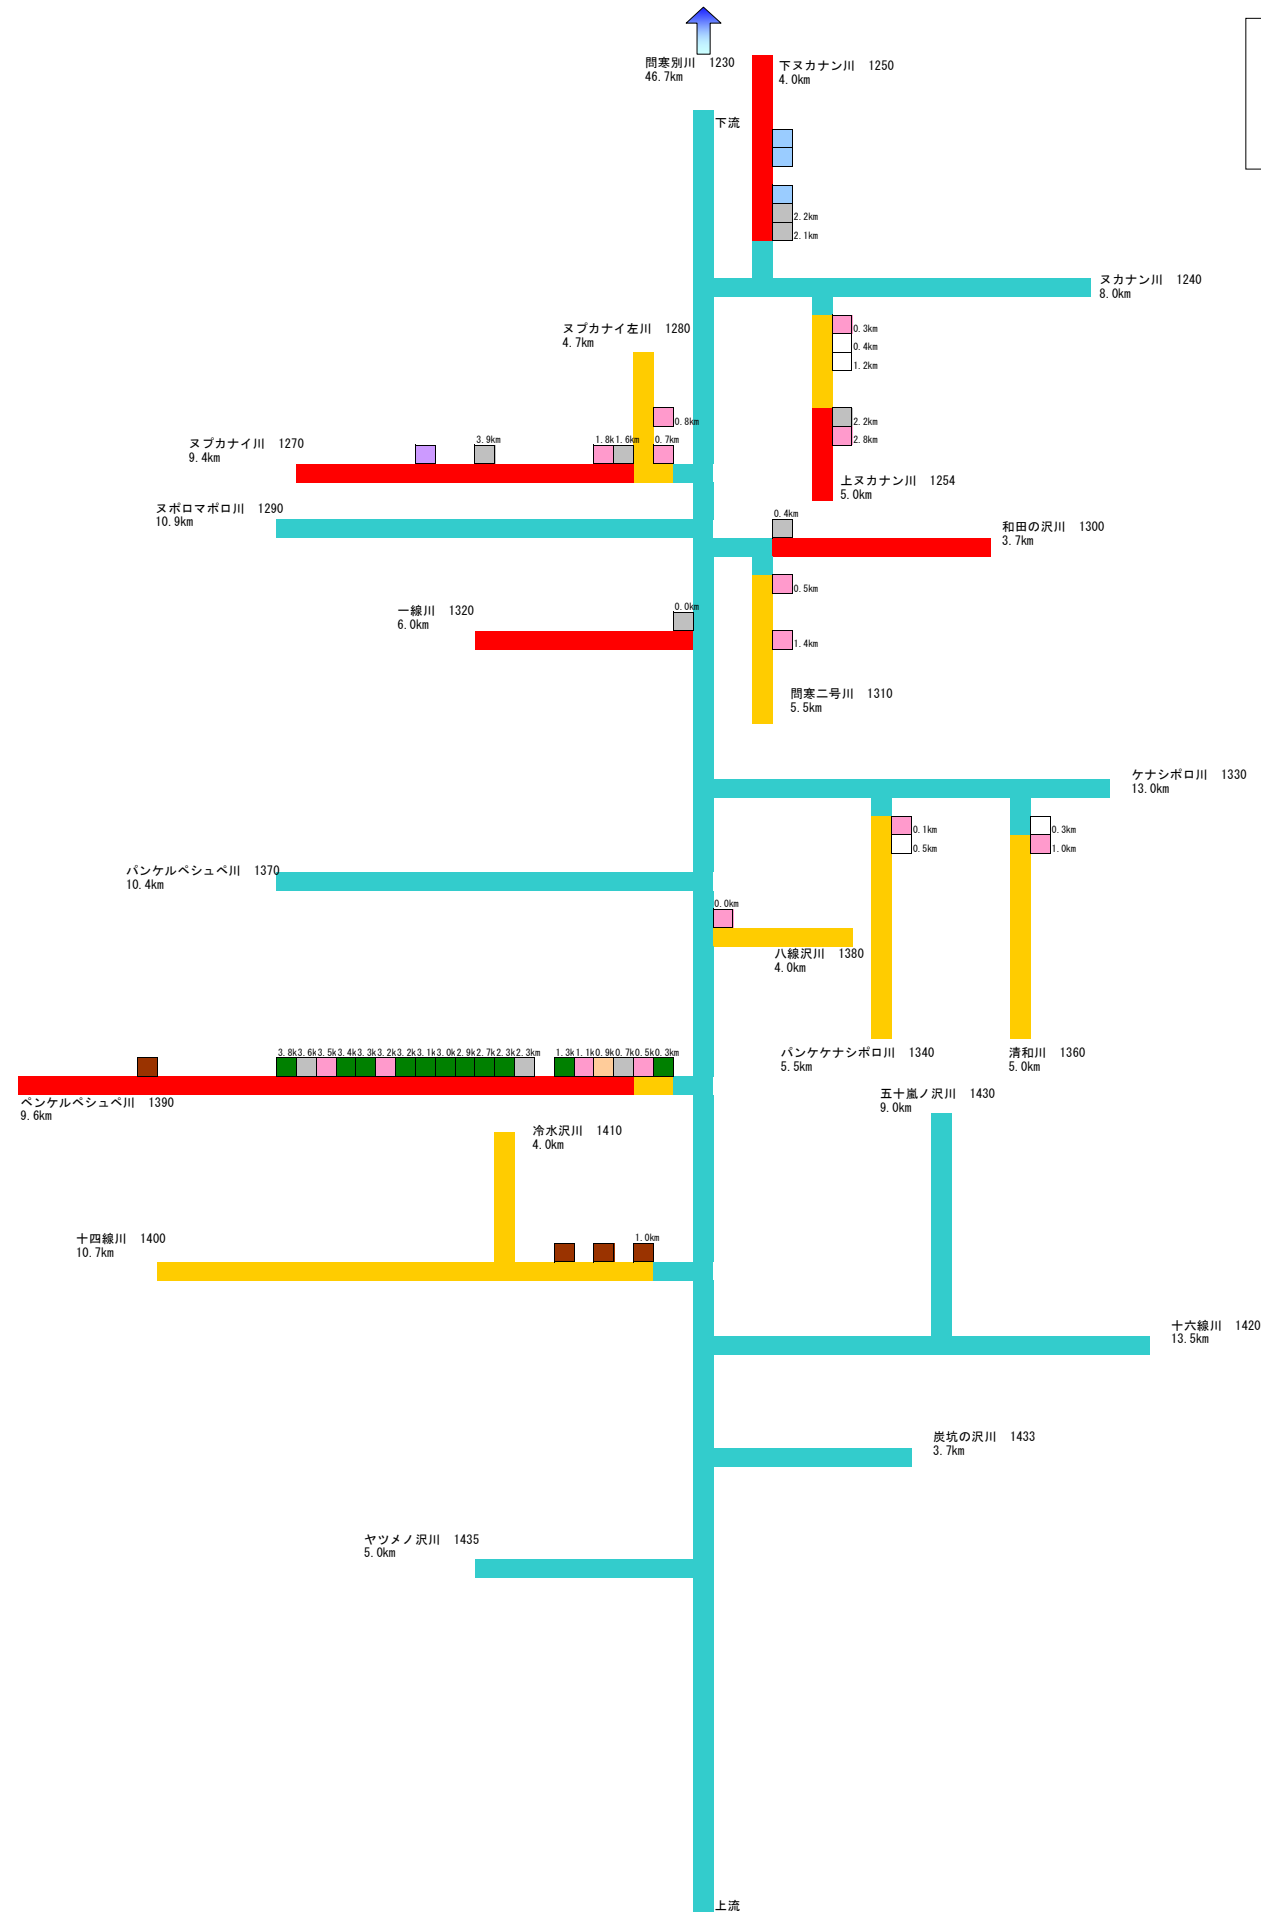 問寒別川　1230
46.7km
下ヌカナン川　1250
4.0km
下流
2.2km
2.1km
ヌカナン川　1240
8.0km
0.3km
0.4km
1.2km
2.2km
2.8km
上ヌカナン川　1254
5.0km
ヌプカナイ左川　1280
4.7km
0.8km
ヌプカナイ川　1270
9.4km
3.9km
1.8k
1.6km
0.7km
ヌポロマポロ川　1290
10.9km
0.4km
和田の沢川　1300
3.7km
0.5km
1.4km
問寒二号川　1310
5.5km
一線川　1320
6.0km
0.0km
ケナシポロ川　1330
13.0km
0.1km
0.5km
0.3km
1.0km
パンケルペシュペ川　1370
10.4km
0.0km
八線沢川　1380
4.0km
パンケケナシポロ川　1340
5.5km
清和川　1360
5.0km
3.8k
3.6k
3.5k
3.4k
3.3k
3.2k
3.2k
3.1k
3.0k
2.9k
2.7k
2.3k
2.3km
1.3k
1.1k
0.9k
0.7k
0.5k
0.3km
ペンケルペシュペ川　1390
9.6km
五十嵐ノ沢川　1430
9.0km
冷水沢川　1410
4.0km
十四線川　1400
10.7km
1.0km
十六線川　1420
13.5km
炭坑の沢川　1433
3.7km
ヤツメノ沢川　1435
5.0km
上流